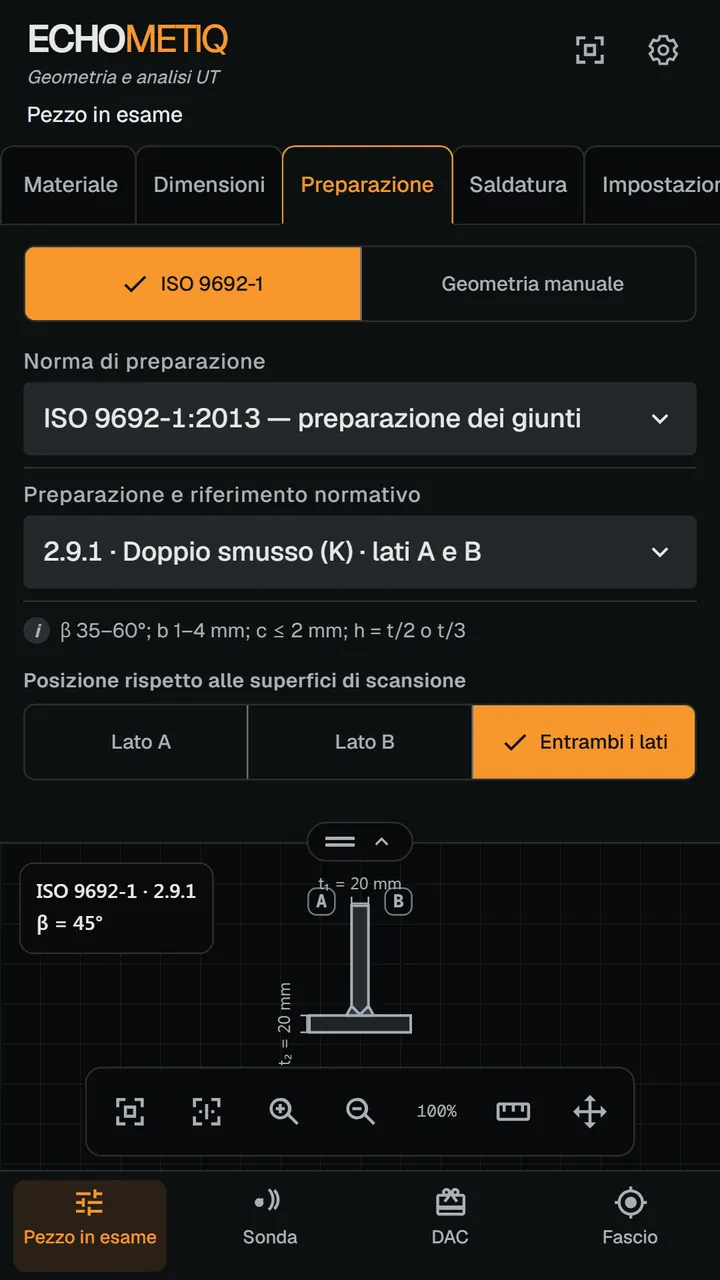 ECHOMETIQ
Geometria e analisi UT
Pezzo in esame
Materiale
Dimensioni
Preparazione
Saldatura
Impostazion
ISO 9692-1
Geometria manuale
Norma di preparazione
ISO 9692-1:2013 — preparazione dei giunti
Preparazione e riferimento normativo
2.9.1 · Doppio smusso (K) · lati A e B
i β 35–60°; b 1–4 mm; c ≤ 2 mm; h = t/2 o t/3
Posizione rispetto alle superfici di scansione
Lato A
Lato B
Entrambi i lati
ISO 9692-1 · 2.9.1
β = 45°
t₁ = 20 mm
A
B
t₂ = 20 mm
100%
Pezzo in esame
Sonda
DAC
Fascio